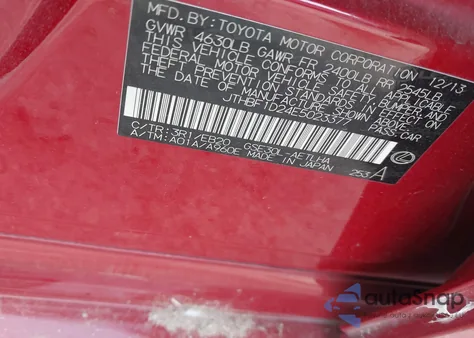 MFD. BY: TOYOTA MOTOR CORPORATION 12/13
GVWR 4630LB GAWR FR 2400LB RR 2545LB
THIS VEHICLE CONFORMS TO ALL APPLICABLE
FEDERAL MOTOR VEHICLE SAFETY, BUMPER, AND
THEFT PREVENTION STANDARDS IN EFFECT ON
THE DATE OF MANUFACTURE SHOWN ABOVE.
PASS. CAR
C/TR: 3R1/EB20 GSE30L-AETLHA
A/TM: A01A/A960E MADE IN JAPAN 253 A
autoSnap